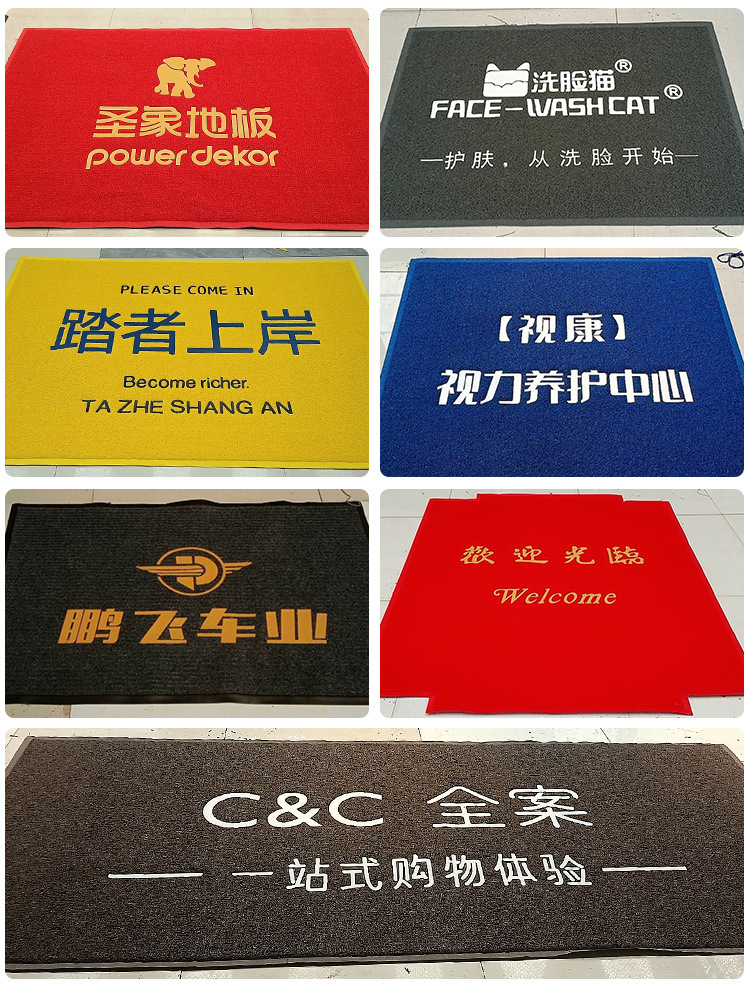 圣象地板
power dekor
洗脸猫®
FACE-WASH CAT®
—护肤，从洗脸开始—
PLEASE COME IN
踏者上岸
Become richer.
TA ZHE SHANG AN
【视康】
视力养护中心
鹏飞车业
歡迎光臨
Welcome
C&C 全案
—— 一站式购物体验 ——